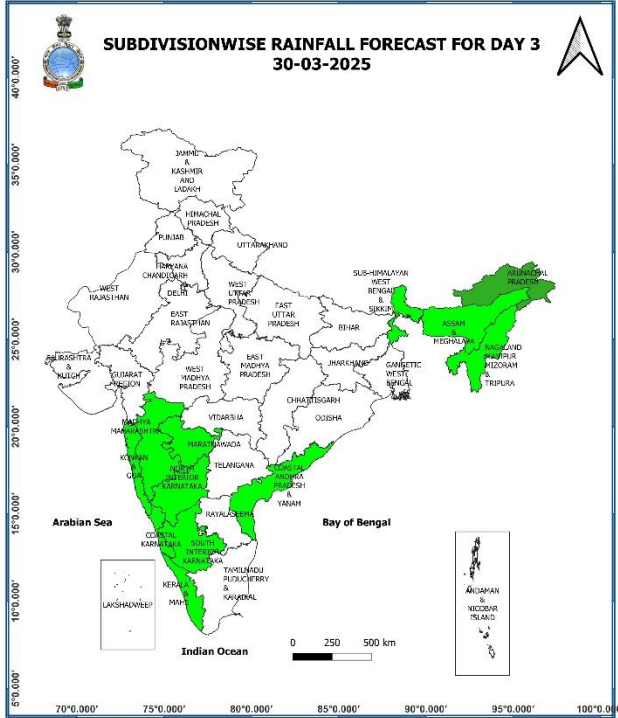 SUBDIVISIONWISE RAINFALL FORECAST FOR DAY 3
30-03-2025
40°0.000'
35°0.000'
30°0.000'
25°0.000'
20°0.000'
15°0.000'
10°0.000'
5°0.000'
JAMMU
&
KASHMIR
AND
LADAKH
HIMACHAL
PRADESH
PUNJAB
UTTARAKHAND
HARYANA
CHANDIGARH
DELHI
WEST
RAJASTHAN
WEST
UTTAR
PRADESH
EAST
RAJASTHAN
EAST
UTTAR
PRADESH
SUB-HIMALAYAN
WEST
BENGAL
&
SIKKIM
ARUNACHAL
PRADESH
ASSAM
&
MEGHALAYA
NAGALAND
MANIPUR
MIZORAM
&
TRIPURA
BIHAR
SAURASHTRA
&
KUTCH
GUJARAT
REGION
WEST
MADHYA
PRADESH
EAST
MADHYA
PRADESH
JHARKHAND
GANGETIC
WEST
BENGAL
CHHATTISGARH
ODISHA
VIDARBHA
MADHYA
MAHARASHTRA
MARATHWADA
KONKAN
&
GOA
NORTH
INTERIOR
KARNATAKA
TELANGANA
COASTAL
ANDHRA
PRADESH
&
YANAM
RAYALASEEMA
Arabian Sea
Bay of Bengal
COASTAL
KARNATAKA
SOUTH
INTERIOR
KARNATAKA
TAMILNADU
PUDUCHERRY
&
KARAIKAL
KERALA
&
MAHE
LAKSHADWEEP
ANDAMAN
&
NICOBAR
ISLAND
0 250 500 km
Indian Ocean
70°0.000' 75°0.000' 80°0.000' 85°0.000' 90°0.000' 95°0.000' 100°0.00